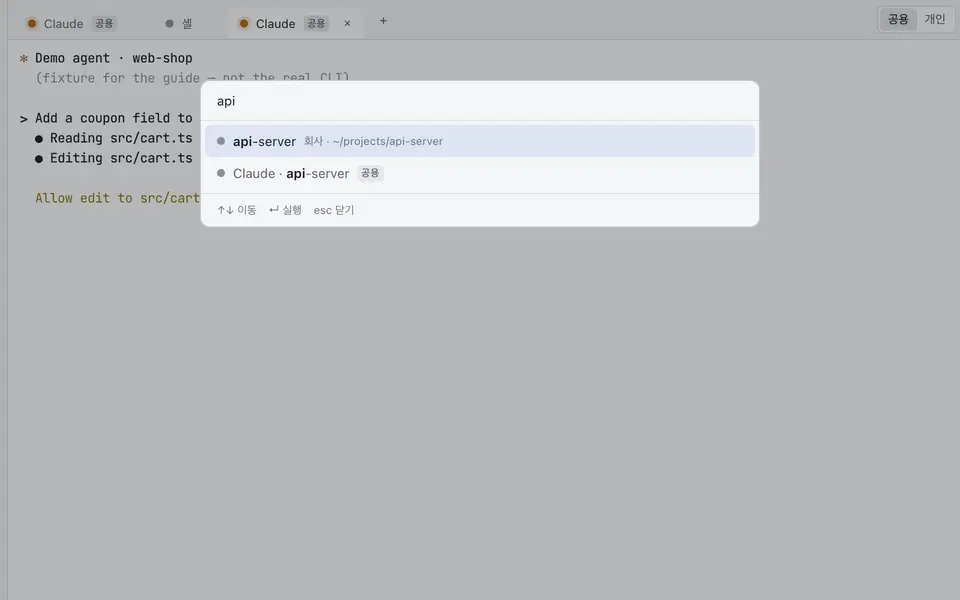 Claude 공용 셸 Claude 공용 × + 공용 개인
* Demo agent · web-shop
(fixture for the guide — not the real CLI)
api
> Add a coupon field to
● Reading src/cart.ts
api-server 회사 · ~/projects/api-server
● Editing src/cart.ts
Claude · api-server 공용
Allow edit to src/cart
↑↓ 이동 ↵ 실행 esc 닫기